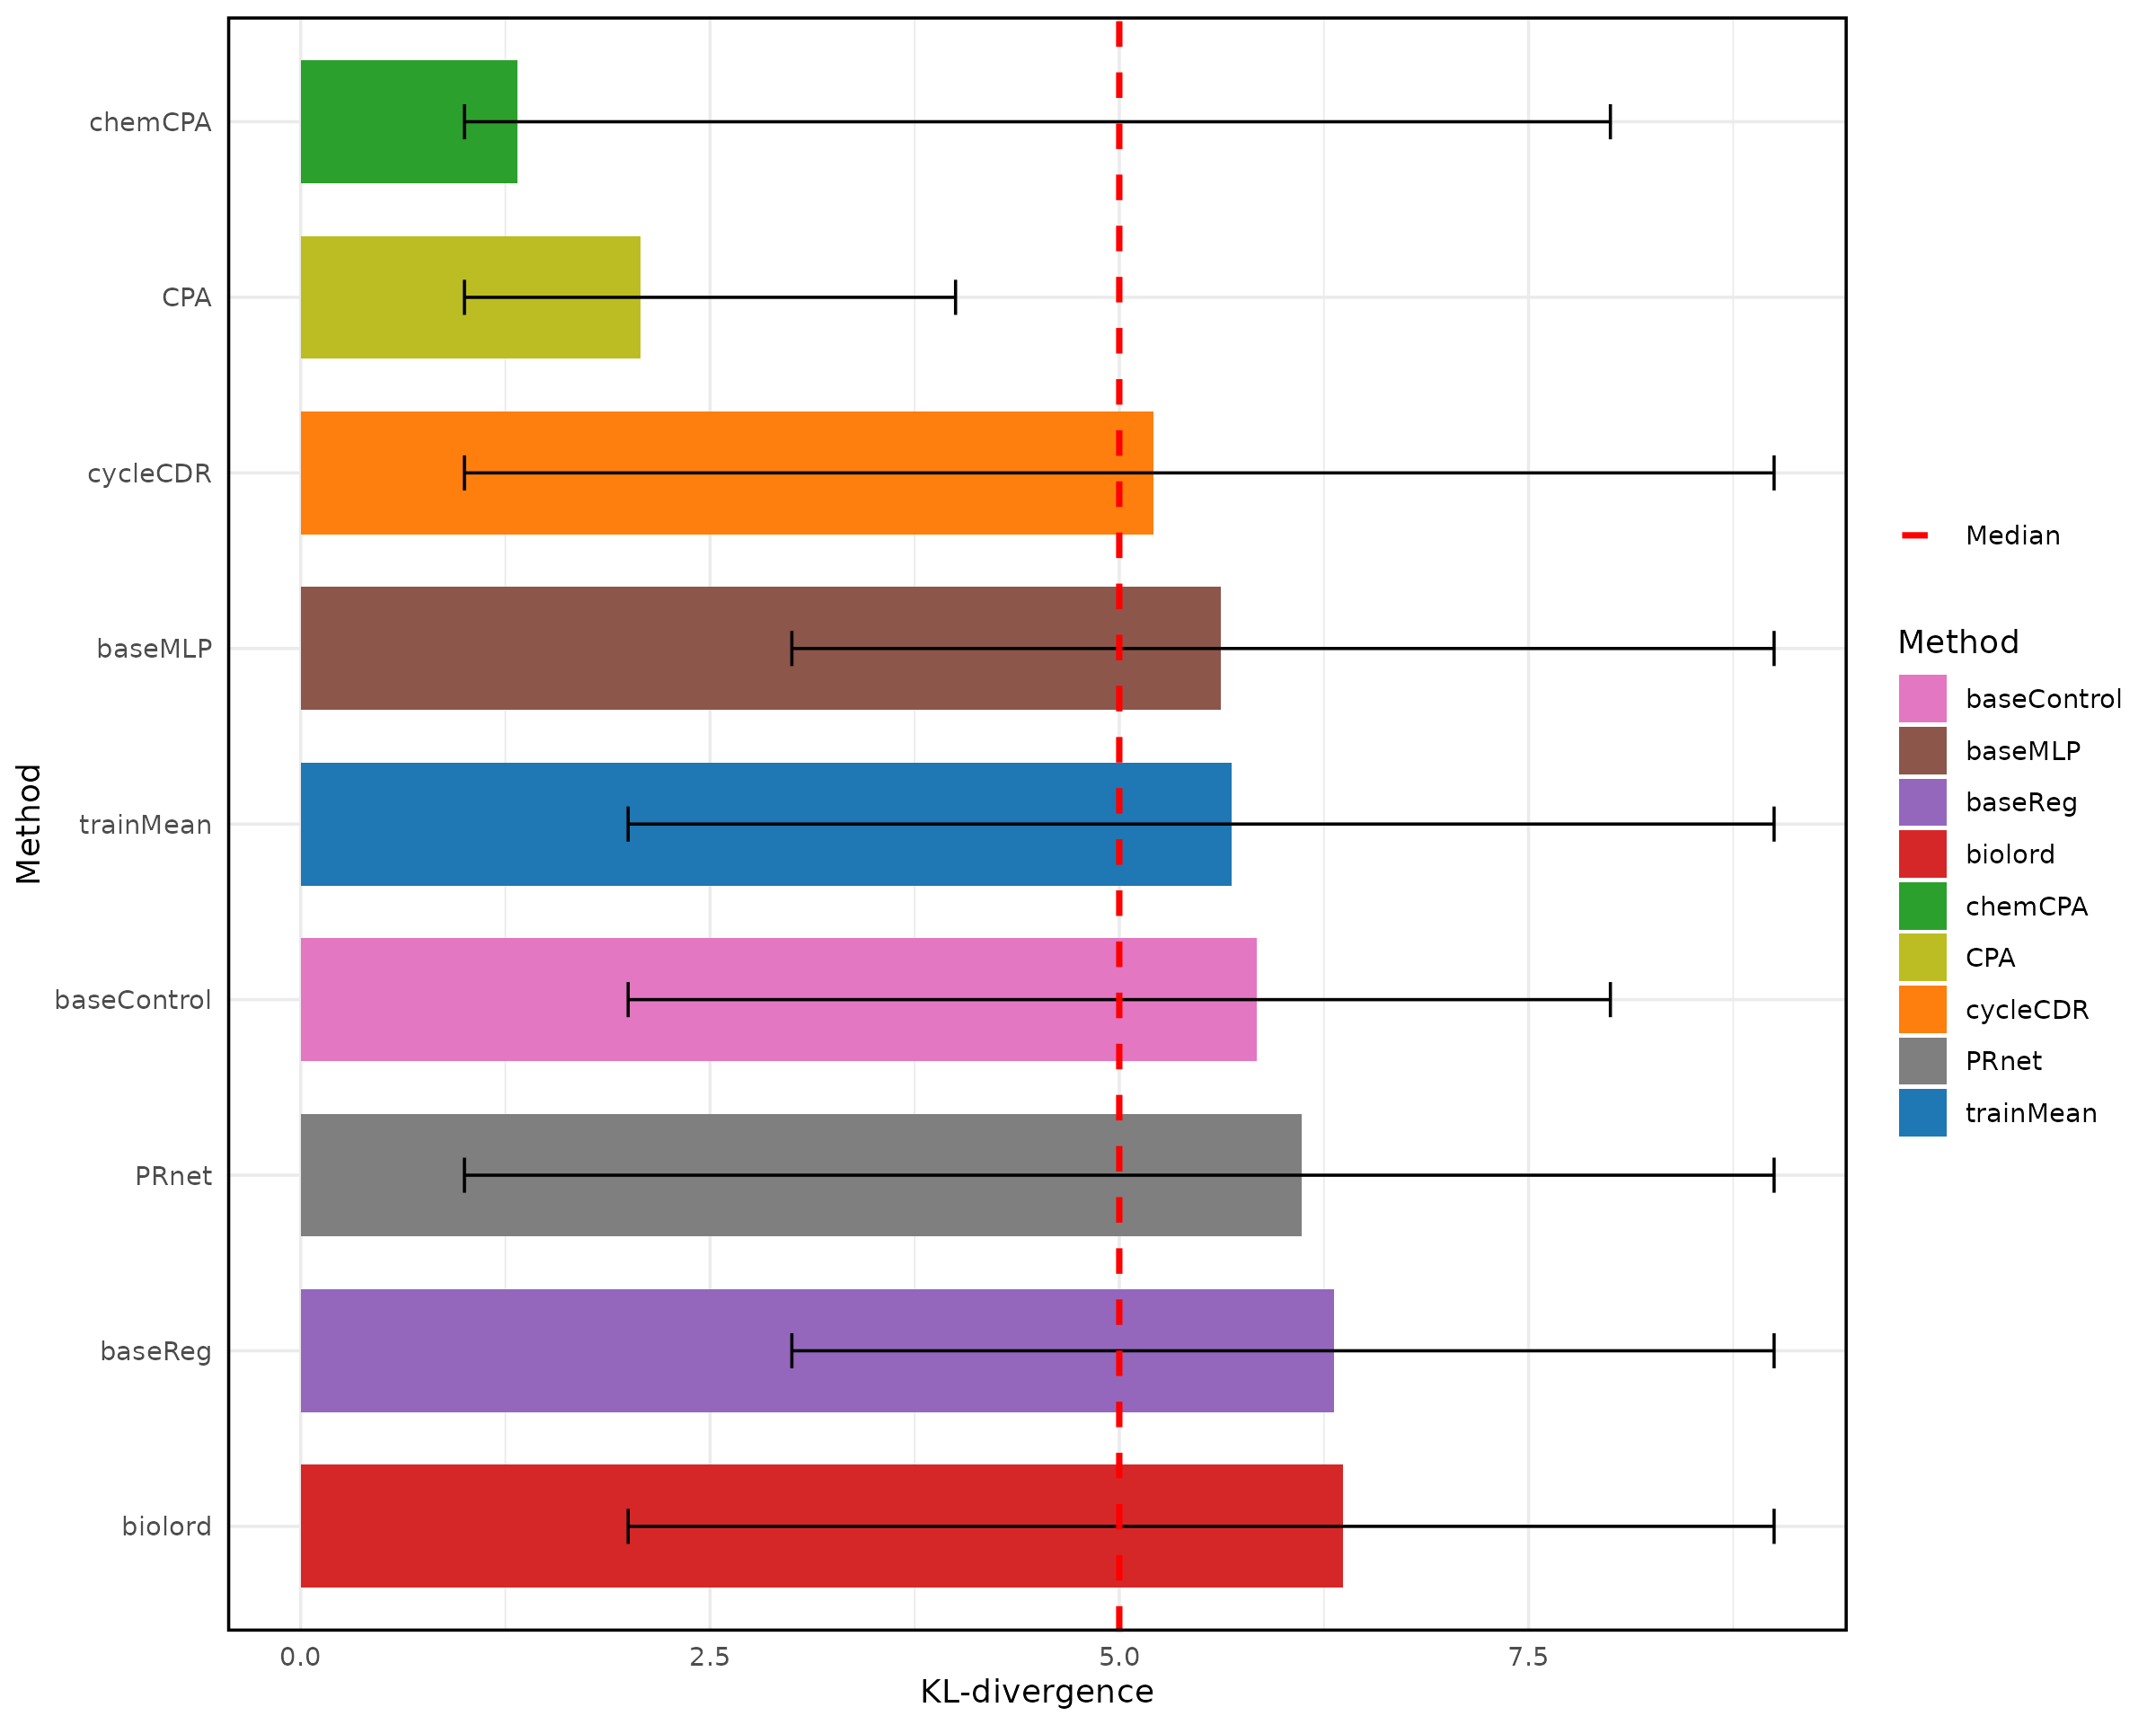 chemCPA
CPA
cycleCDR
baseMLP
trainMean
baseControl
PRnet
baseReg
biolord
Method
0.0 2.5 5.0 7.5
KL-divergence
Median
Method
baseControl
baseMLP
baseReg
biolord
chemCPA
CPA
cycleCDR
PRnet
trainMean